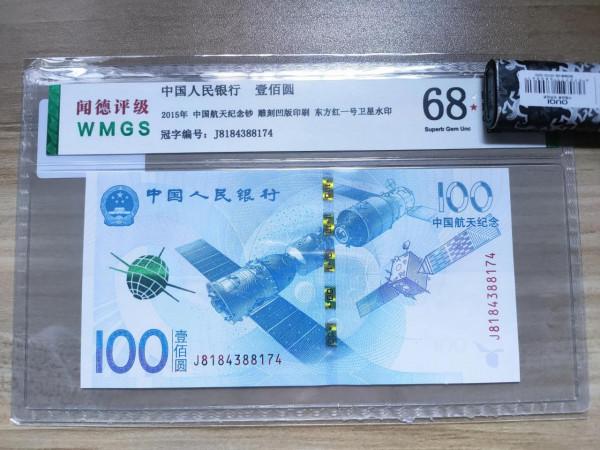 闻德评级
WMGS
中国人民银行 壹佰圆
2015年 中国航天纪念钞 雕刻凹版印刷 东方红一号卫星水印
冠字编号: J8184388174
68★
Superb Gem Unc
QUQI
中国人民银行
100
中国航天纪念
J8184388174
100
壹佰圆
J8184388174